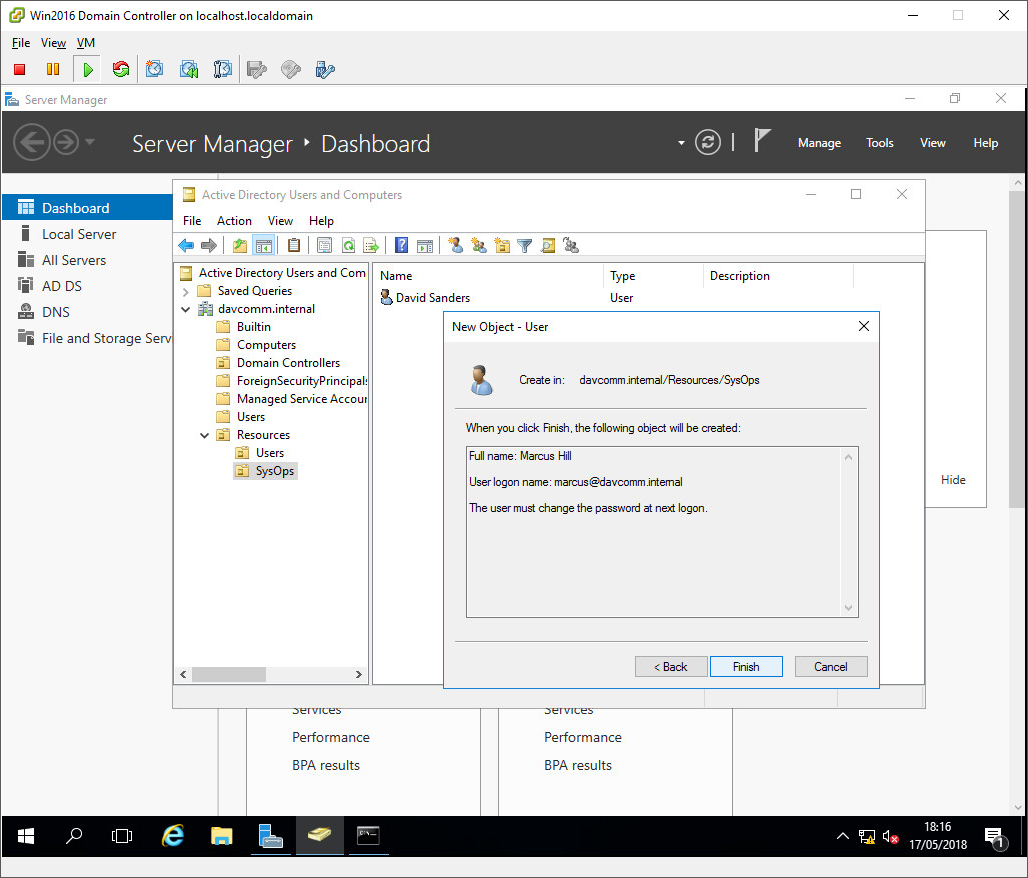 Win2016 Domain Controller on localhost.localdomain
File View VM
Server Manager
Server Manager Dashboard
Manage Tools View Help
Dashboard
Local Server
All Servers
AD DS
DNS
File and Storage Serv
Active Directory Users and Computers
File Action View Help
Active Directory Users and Com
Saved Queries
davcomm.internal
Builtin
Computers
Domain Controllers
ForeignSecurityPrincipals
Managed Service Accour
Users
Resources
Users
SysOps
Name Type Description
David Sanders User
New Object - User
Create in: davcomm.internal/Resources/SysOps
When you click Finish, the following object will be created:
Full name: Marcus Hill
User logon name: marcus@davcomm.internal
The user must change the password at next logon.
< Back Finish Cancel
Hide
Services Services
Performance Performance
BPA results BPA results
18:16
17/05/2018
1